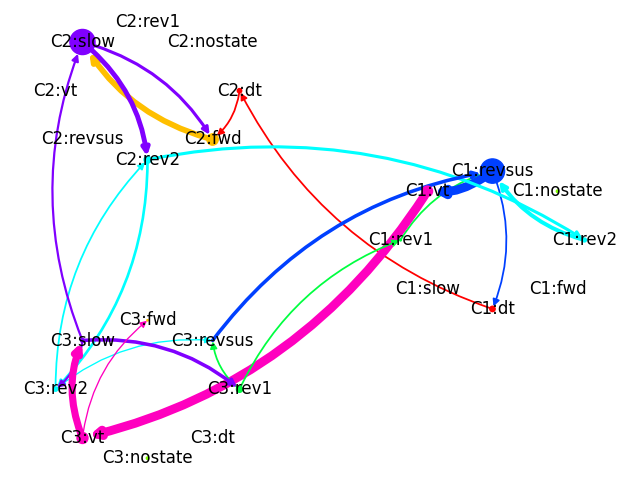 C2:rev1
C2:slow
C2:nostate
C2:vt
C2:dt
C2:revsus
C2:fwd
C2:rev2
C1:revsus
C1:vt
C1:nostate
C1:rev1
C1:rev2
C1:slow
C1:fwd
C1:dt
C3:fwd
C3:slow
C3:revsus
C3:rev2
C3:rev1
C3:vt
C3:dt
C3:nostate